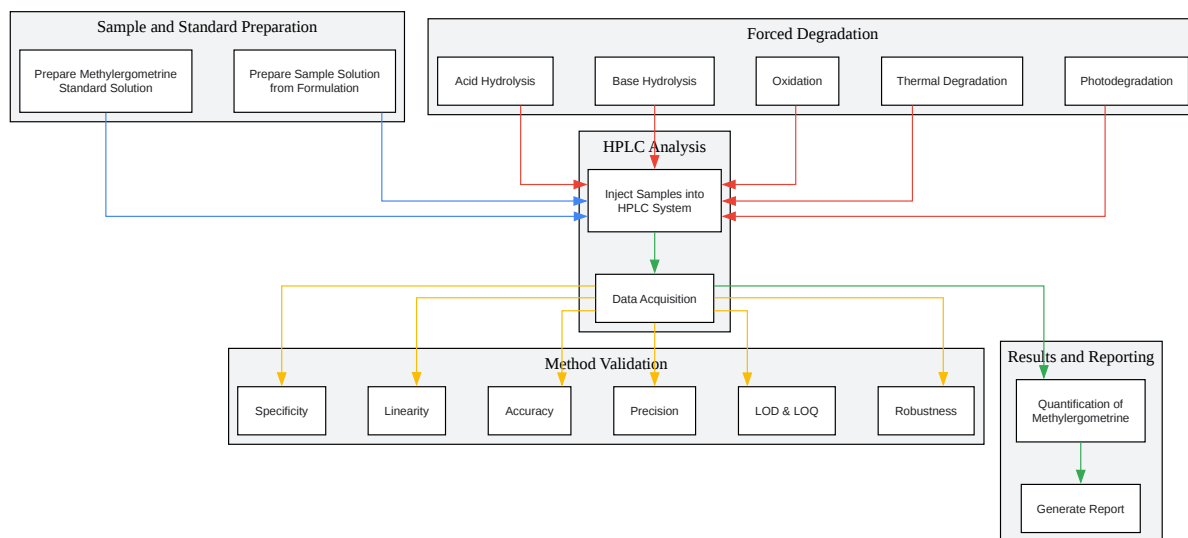 Sample and Standard Preparation
Prepare Methylergometrine
Standard Solution
Prepare Sample Solution
from Formulation
Forced Degradation
Acid Hydrolysis
Base Hydrolysis
Oxidation
Thermal Degradation
Photodegradation
HPLC Analysis
Inject Samples into
HPLC System
Data Acquisition
Method Validation
Specificity
Linearity
Accuracy
Precision
LOD & LOQ
Robustness
Results and Reporting
Quantification of
Methylergometrine
Generate Report